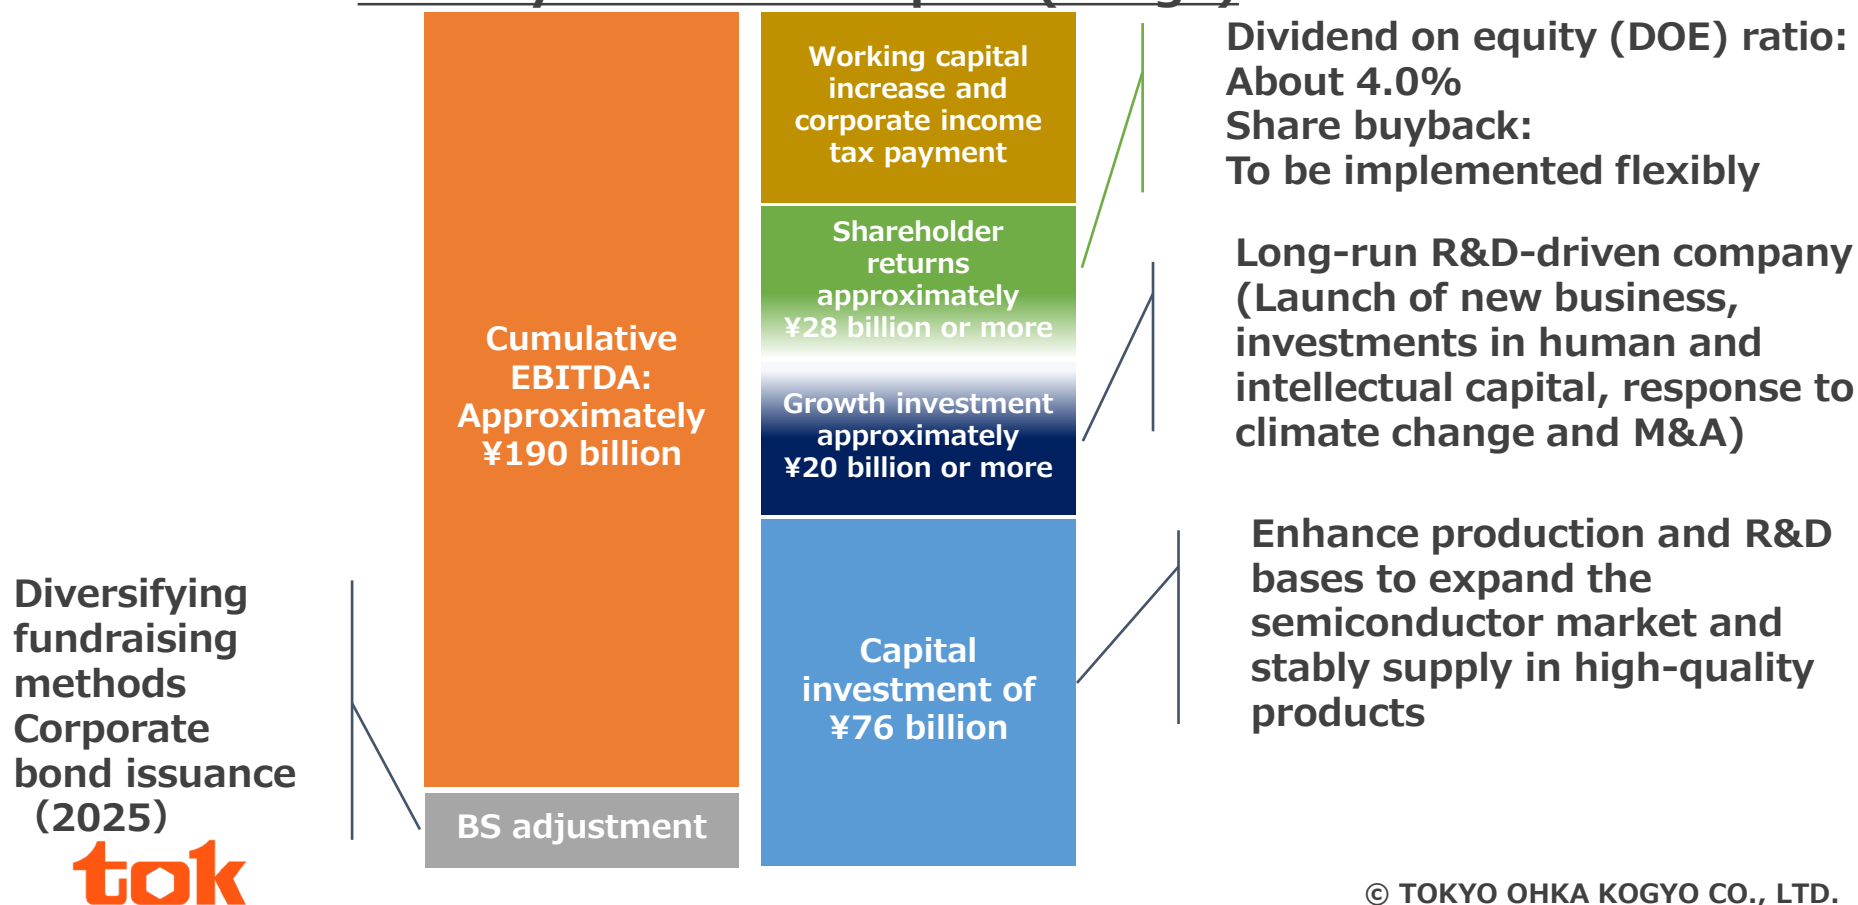 Working capital
increase and
corporate income
tax payment
Shareholder
returns
approximately
¥28 billion or more
Growth investment
approximately
¥20 billion or more
Capital
investment of
¥76 billion
Cumulative
EBITDA:
Approximately
¥190 billion
BS adjustment
Dividend on equity (DOE) ratio:
About 4.0%
Share buyback:
To be implemented flexibly
Long-run R&D-driven company
(Launch of new business,
investments in human and
intellectual capital, response to
climate change and M&A)
Enhance production and R&D
bases to expand the
semiconductor market and
stably supply in high-quality
products
Diversifying
fundraising
methods
Corporate
bond issuance
（2025）
tok
© TOKYO OHKA KOGYO CO., LTD.